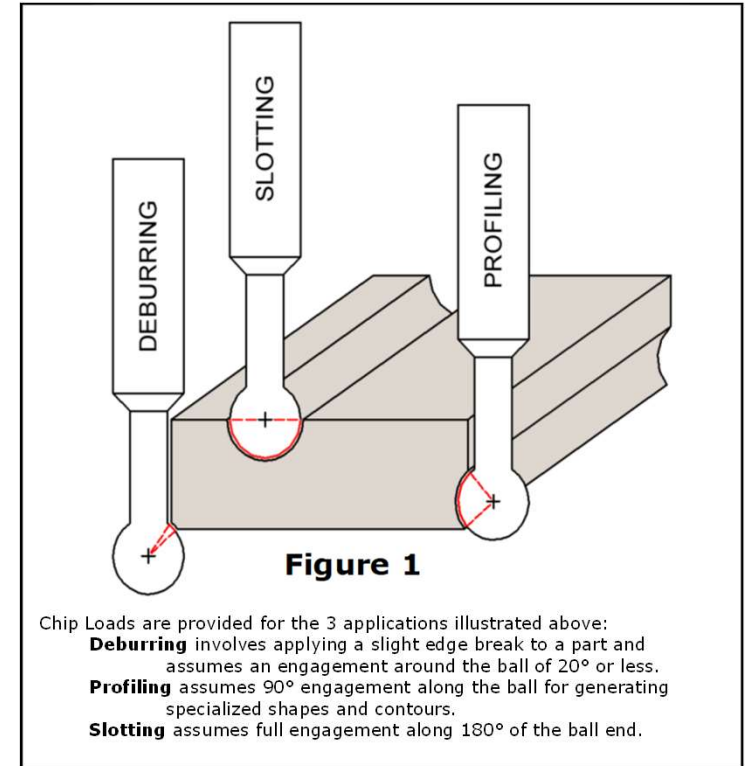 DEBURRING
SLOTTING
PROFILING
Figure 1
Chip Loads are provided for the 3 applications illustrated above:
Deburring involves applying a slight edge break to a part and
assumes an engagement around the ball of 20° or less.
Profiling assumes 90° engagement along the ball for generating
specialized shapes and contours.
Slotting assumes full engagement along 180° of the ball end.